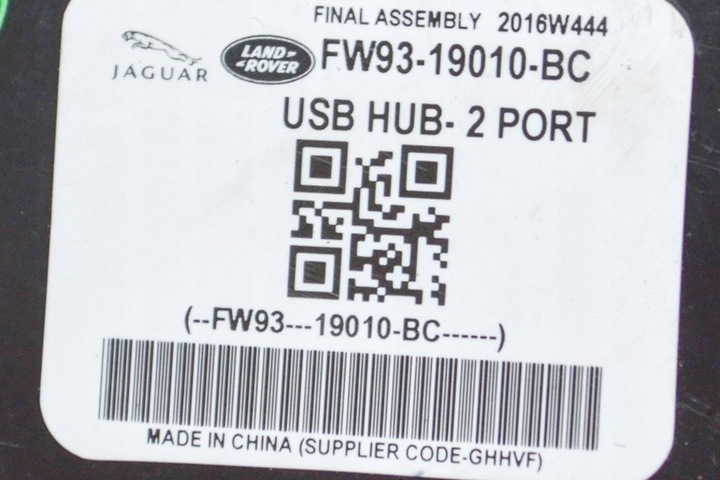 FINAL ASSEMBLY 2016W444
JAGUAR
LAND-
-ROVER
FW93-19010-BC
USB HUB- 2 PORT
(--FW93---19010-BC------)
MADE IN CHINA (SUPPLIER CODE-GHHVF)